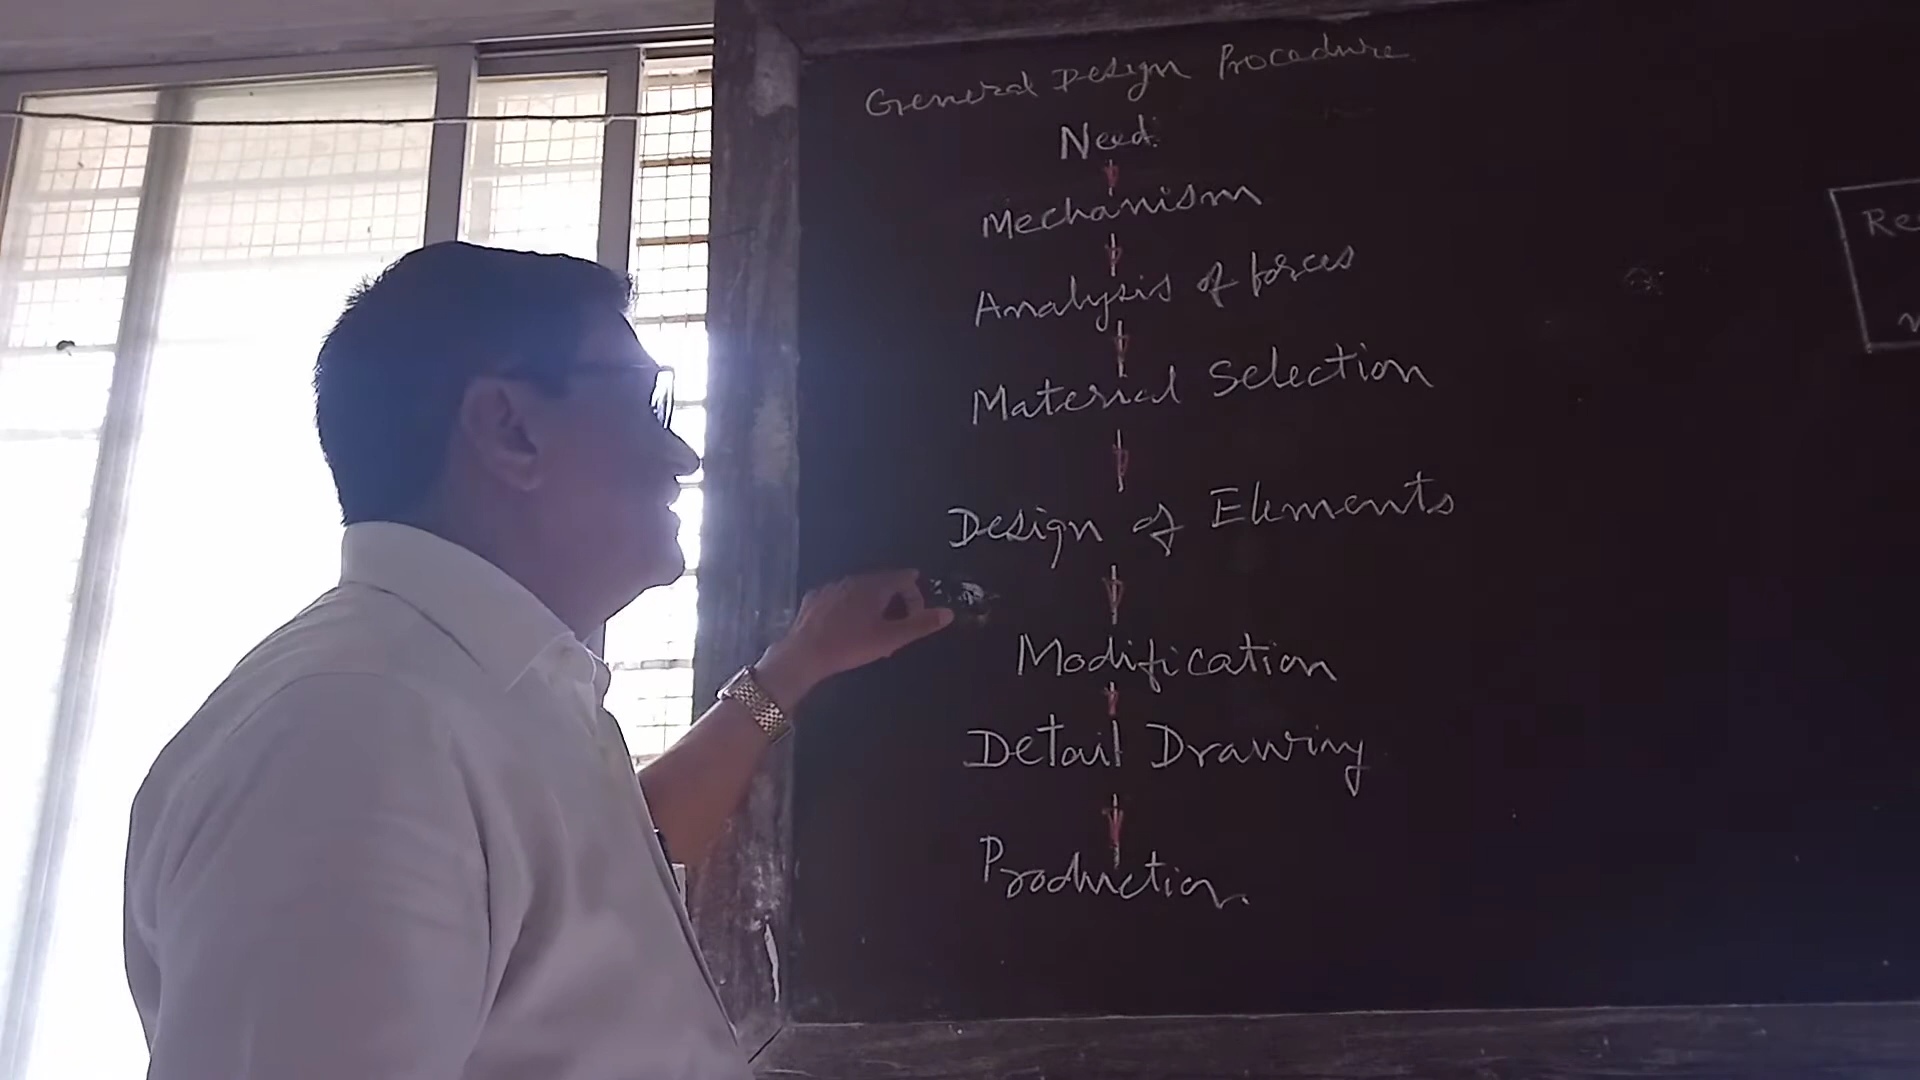 General Design Procedure
Need
Mechanism
Analysis of forces
Material Selection
Design of Elements
Modification
Detail Drawing
Production